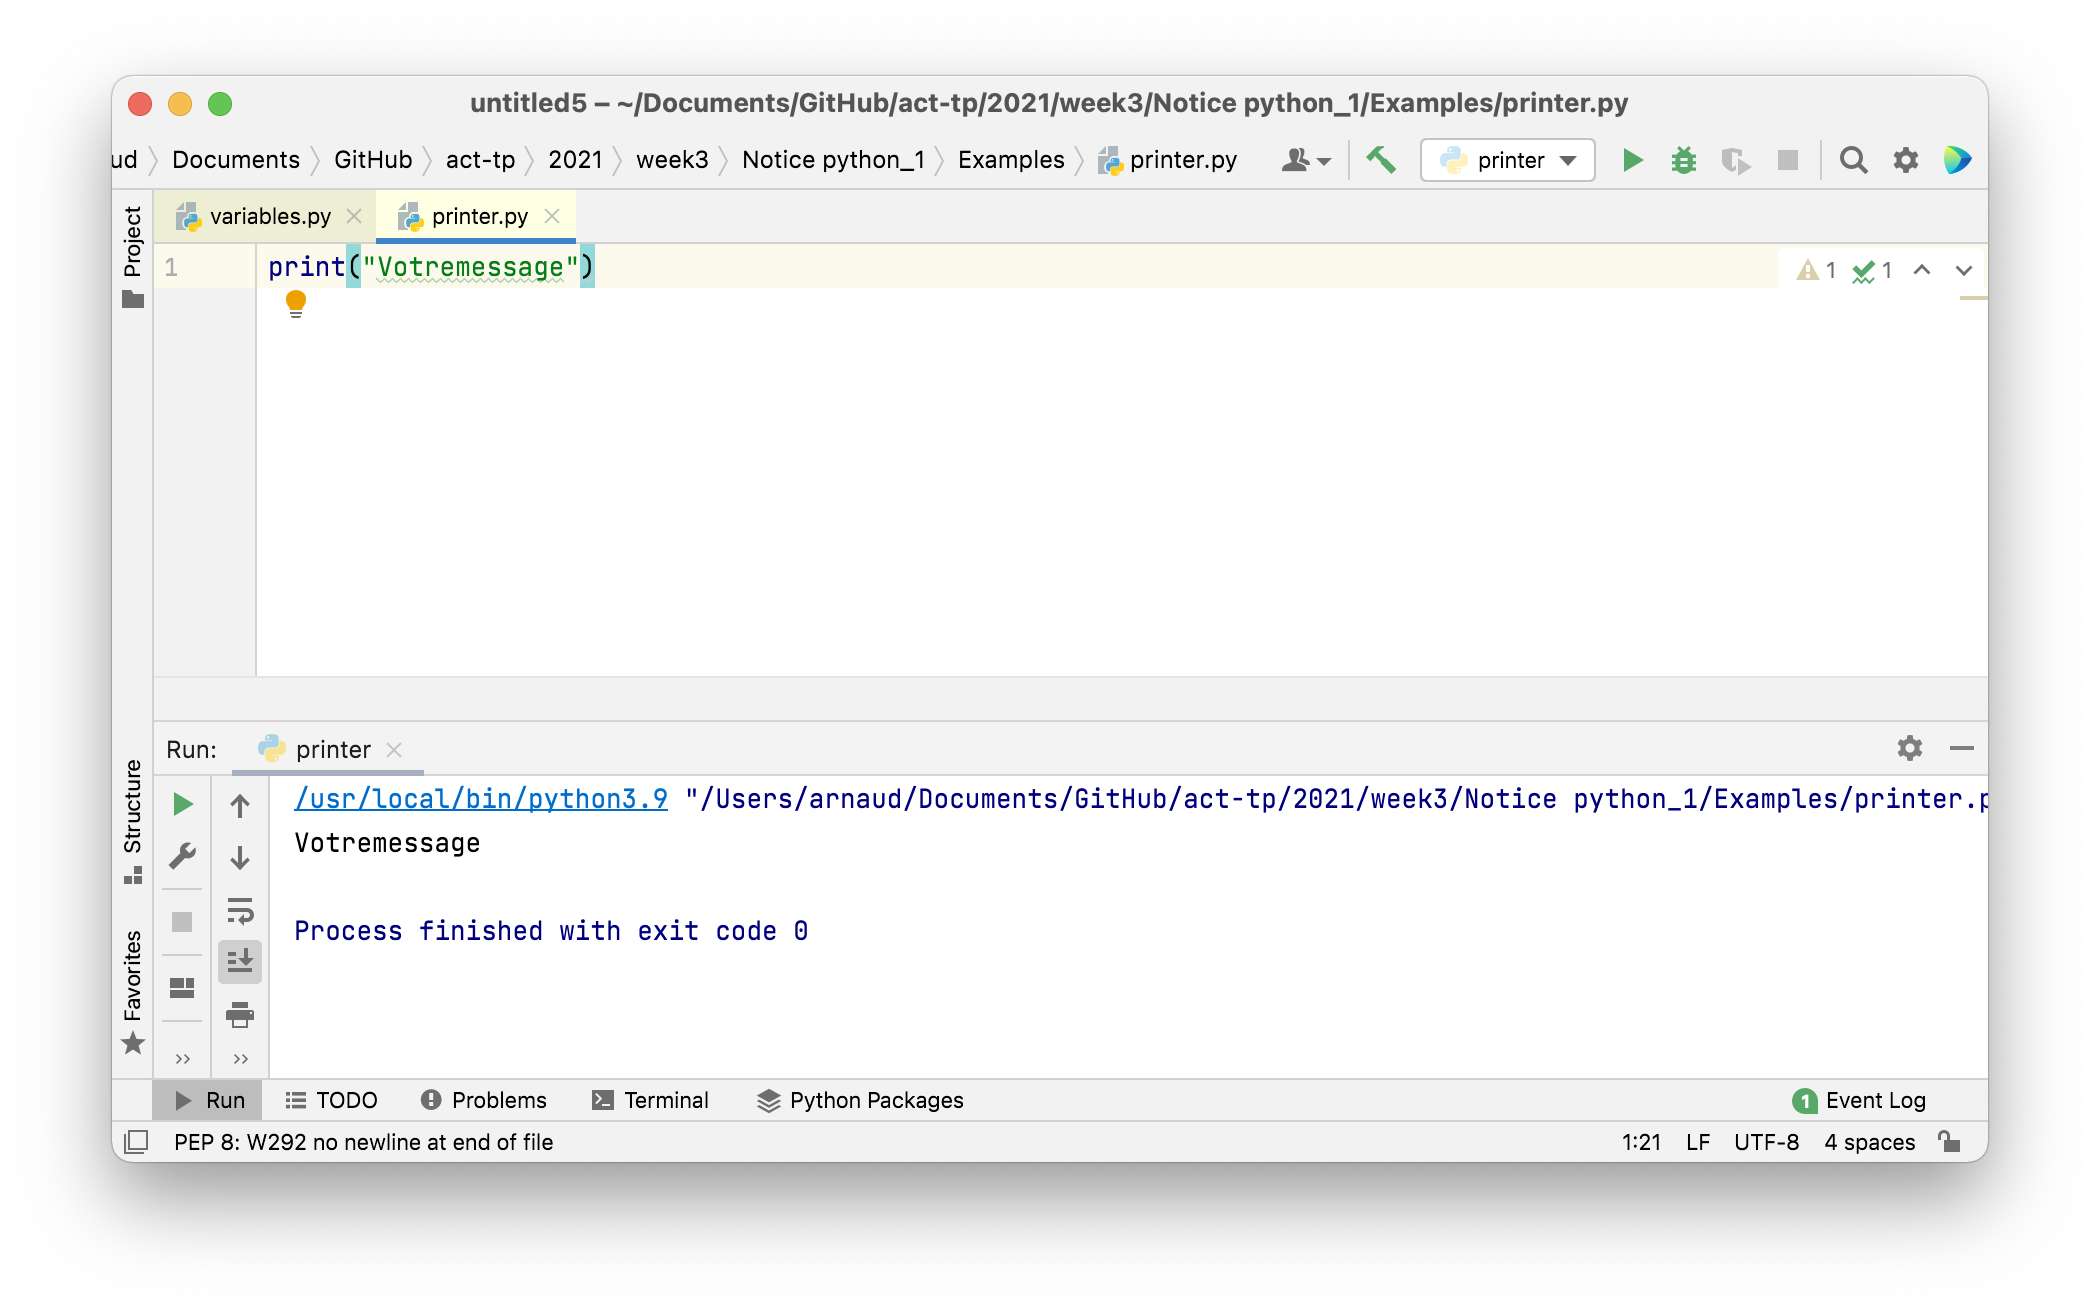 untitled5 – ~/Documents/GitHub/act-tp/2021/week3/Notice python_1/Examples/printer.py
ud Documents GitHub act-tp 2021 week3 Notice python_1 Examples printer.py printer
Project
variables.py printer.py
1 print("Votremessage") 1 1
Run: printer
Structure
Favorites
/usr/local/bin/python3.9 "/Users/arnaud/Documents/GitHub/act-tp/2021/week3/Notice python_1/Examples/printer.p
Votremessage
Process finished with exit code 0
Run TODO Problems Terminal Python Packages 1 Event Log
PEP 8: W292 no newline at end of file 1:21 LF UTF-8 4 spaces